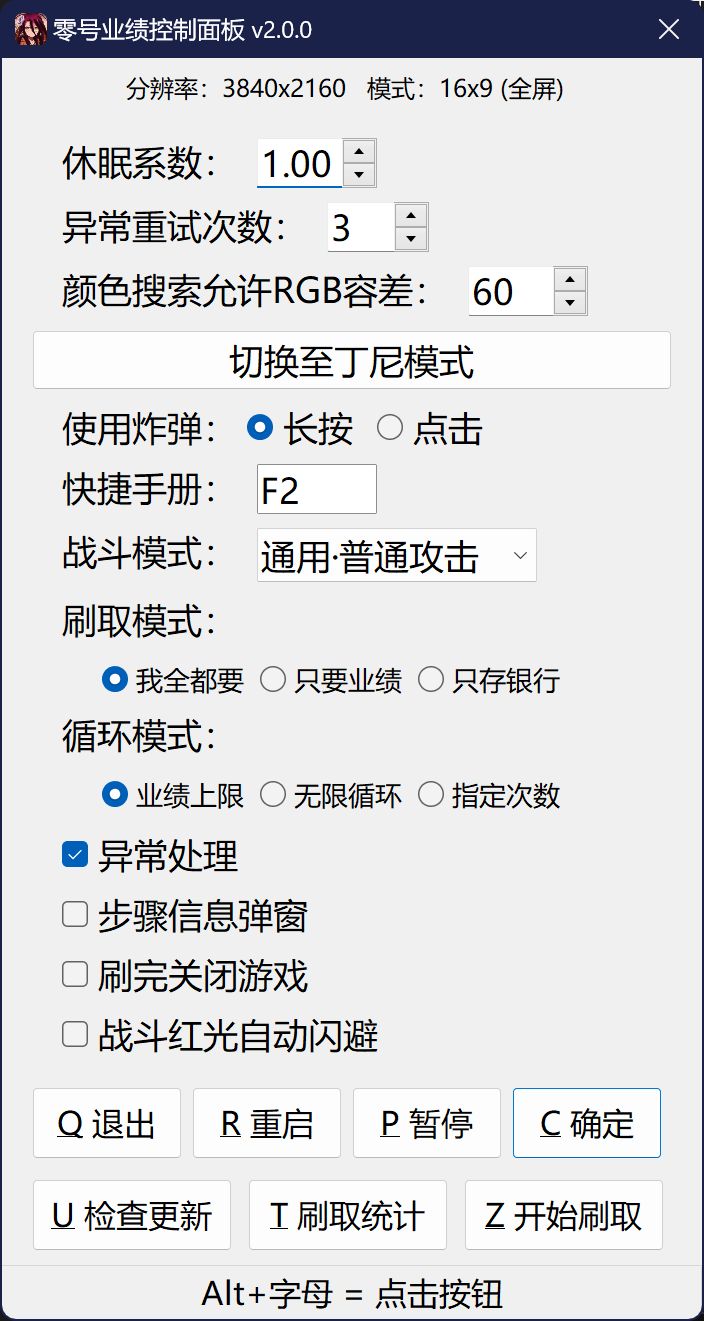 零号业绩控制面板 v2.0.0
分辨率：3840x2160 模式：16x9 (全屏)
休眠系数： 1.00
异常重试次数： 3
颜色搜索允许RGB容差： 60
切换至丁尼模式
使用炸弹： 长按 点击
快捷手册： F2
战斗模式： 通用·普通攻击
刷取模式：
我全都要 只要业绩 只存银行
循环模式：
业绩上限 无限循环 指定次数
异常处理
步骤信息弹窗
刷完关闭游戏
战斗红光自动闪避
Q 退出 R 重启 P 暂停 C 确定
U 检查更新 T 刷取统计 Z 开始刷取
Alt+字母 = 点击按钮